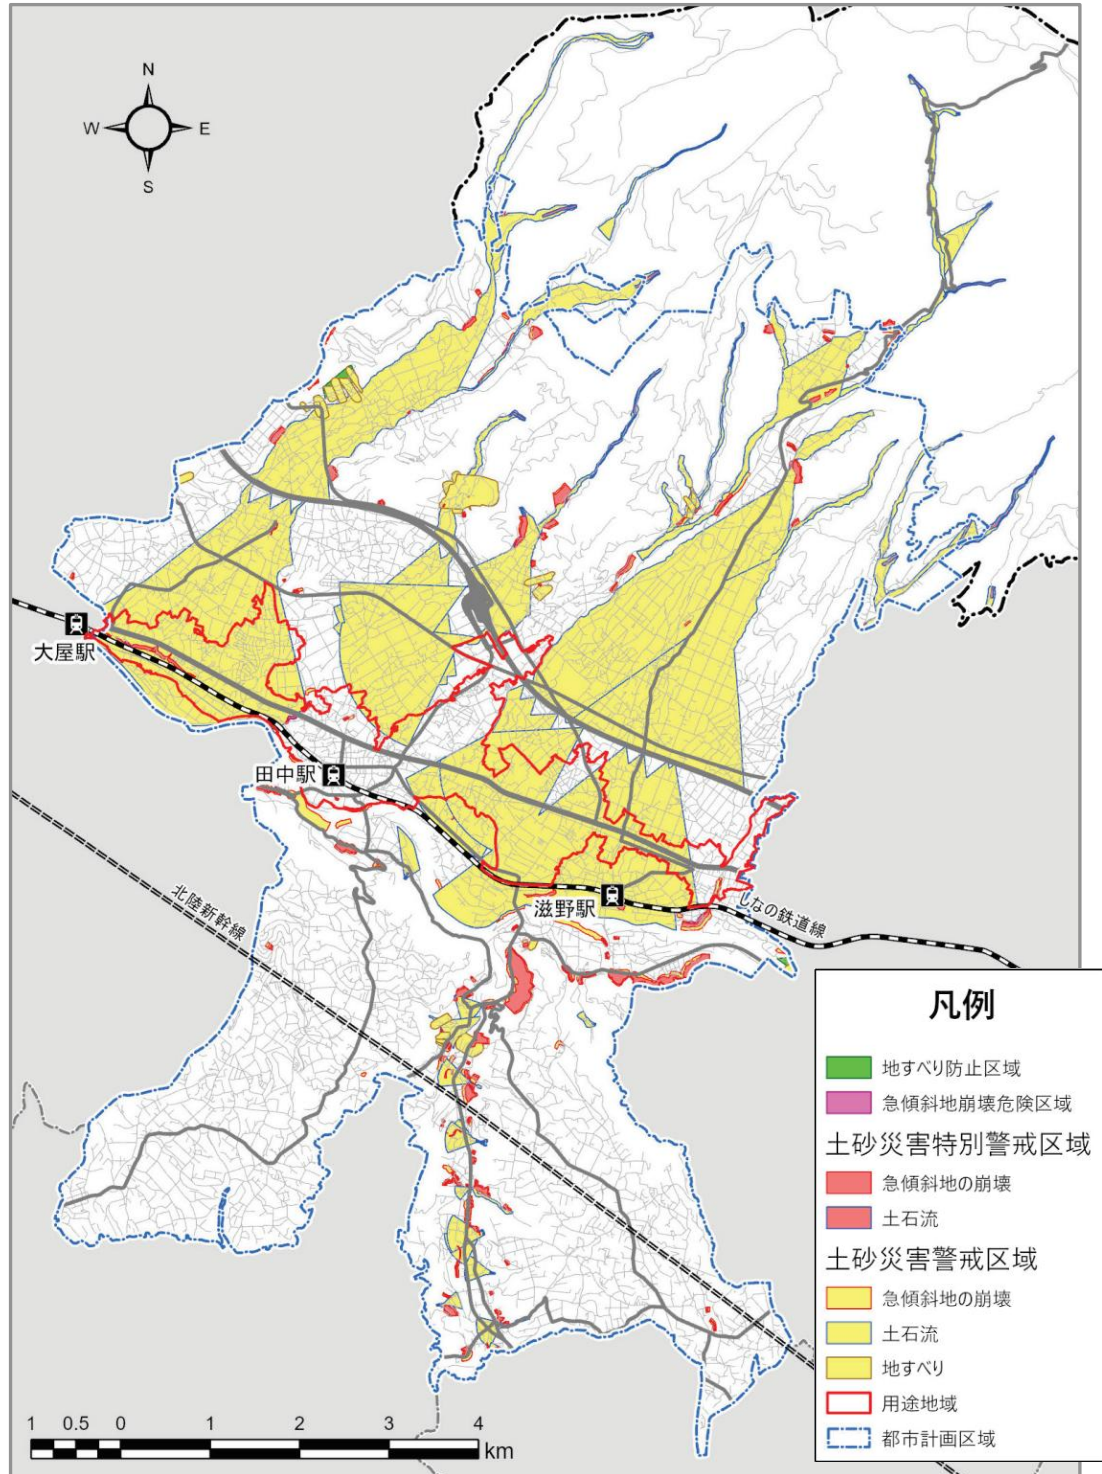 N
W E
S
大屋駅
田中駅
北陸新幹線
滋野駅
しなの鉄道線
凡例
地すべり防止区域
急傾斜地崩壊危険区域
土砂災害特別警戒区域
急傾斜地の崩壊
土石流
土砂災害警戒区域
急傾斜地の崩壊
土石流
地すべり
用途地域
都市計画区域
1 0.5 0 1 2 3 4
km